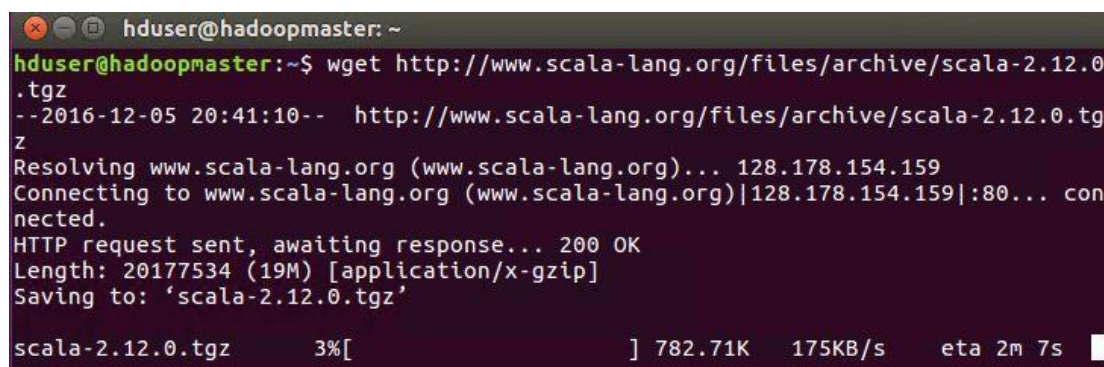 hduser@hadoopmaster: ~
hduser@hadoopmaster:~$ wget http://www.scala-lang.org/files/archive/scala-2.12.0
.tgz
--2016-12-05 20:41:10--  http://www.scala-lang.org/files/archive/scala-2.12.0.tg
z
Resolving www.scala-lang.org (www.scala-lang.org)... 128.178.154.159
Connecting to www.scala-lang.org (www.scala-lang.org)|128.178.154.159|:80... con
nected.
HTTP request sent, awaiting response... 200 OK
Length: 20177534 (19M) [application/x-gzip]
Saving to: ‘scala-2.12.0.tgz’
scala-2.12.0.tgz      3%[                    ] 782.71K   175KB/s    eta 2m 7s